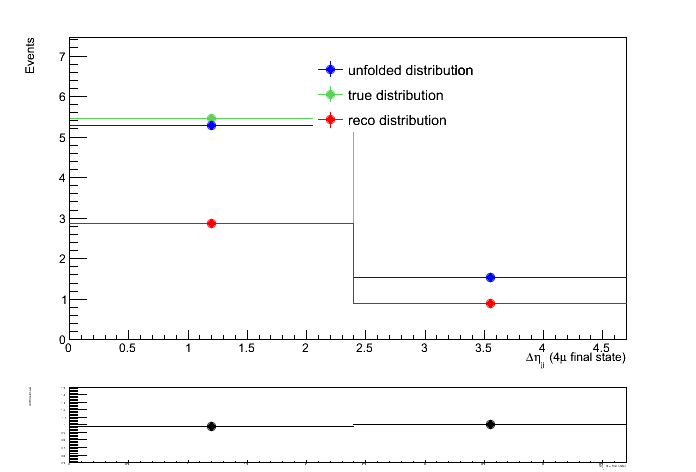 Events
7
6
5
4
3
2
1
0
unfolded distribution
true distribution
reco distribution
0 0.5 1 1.5 2 2.5 3 3.5 4 4.5
Δη_jj (4μ final state)